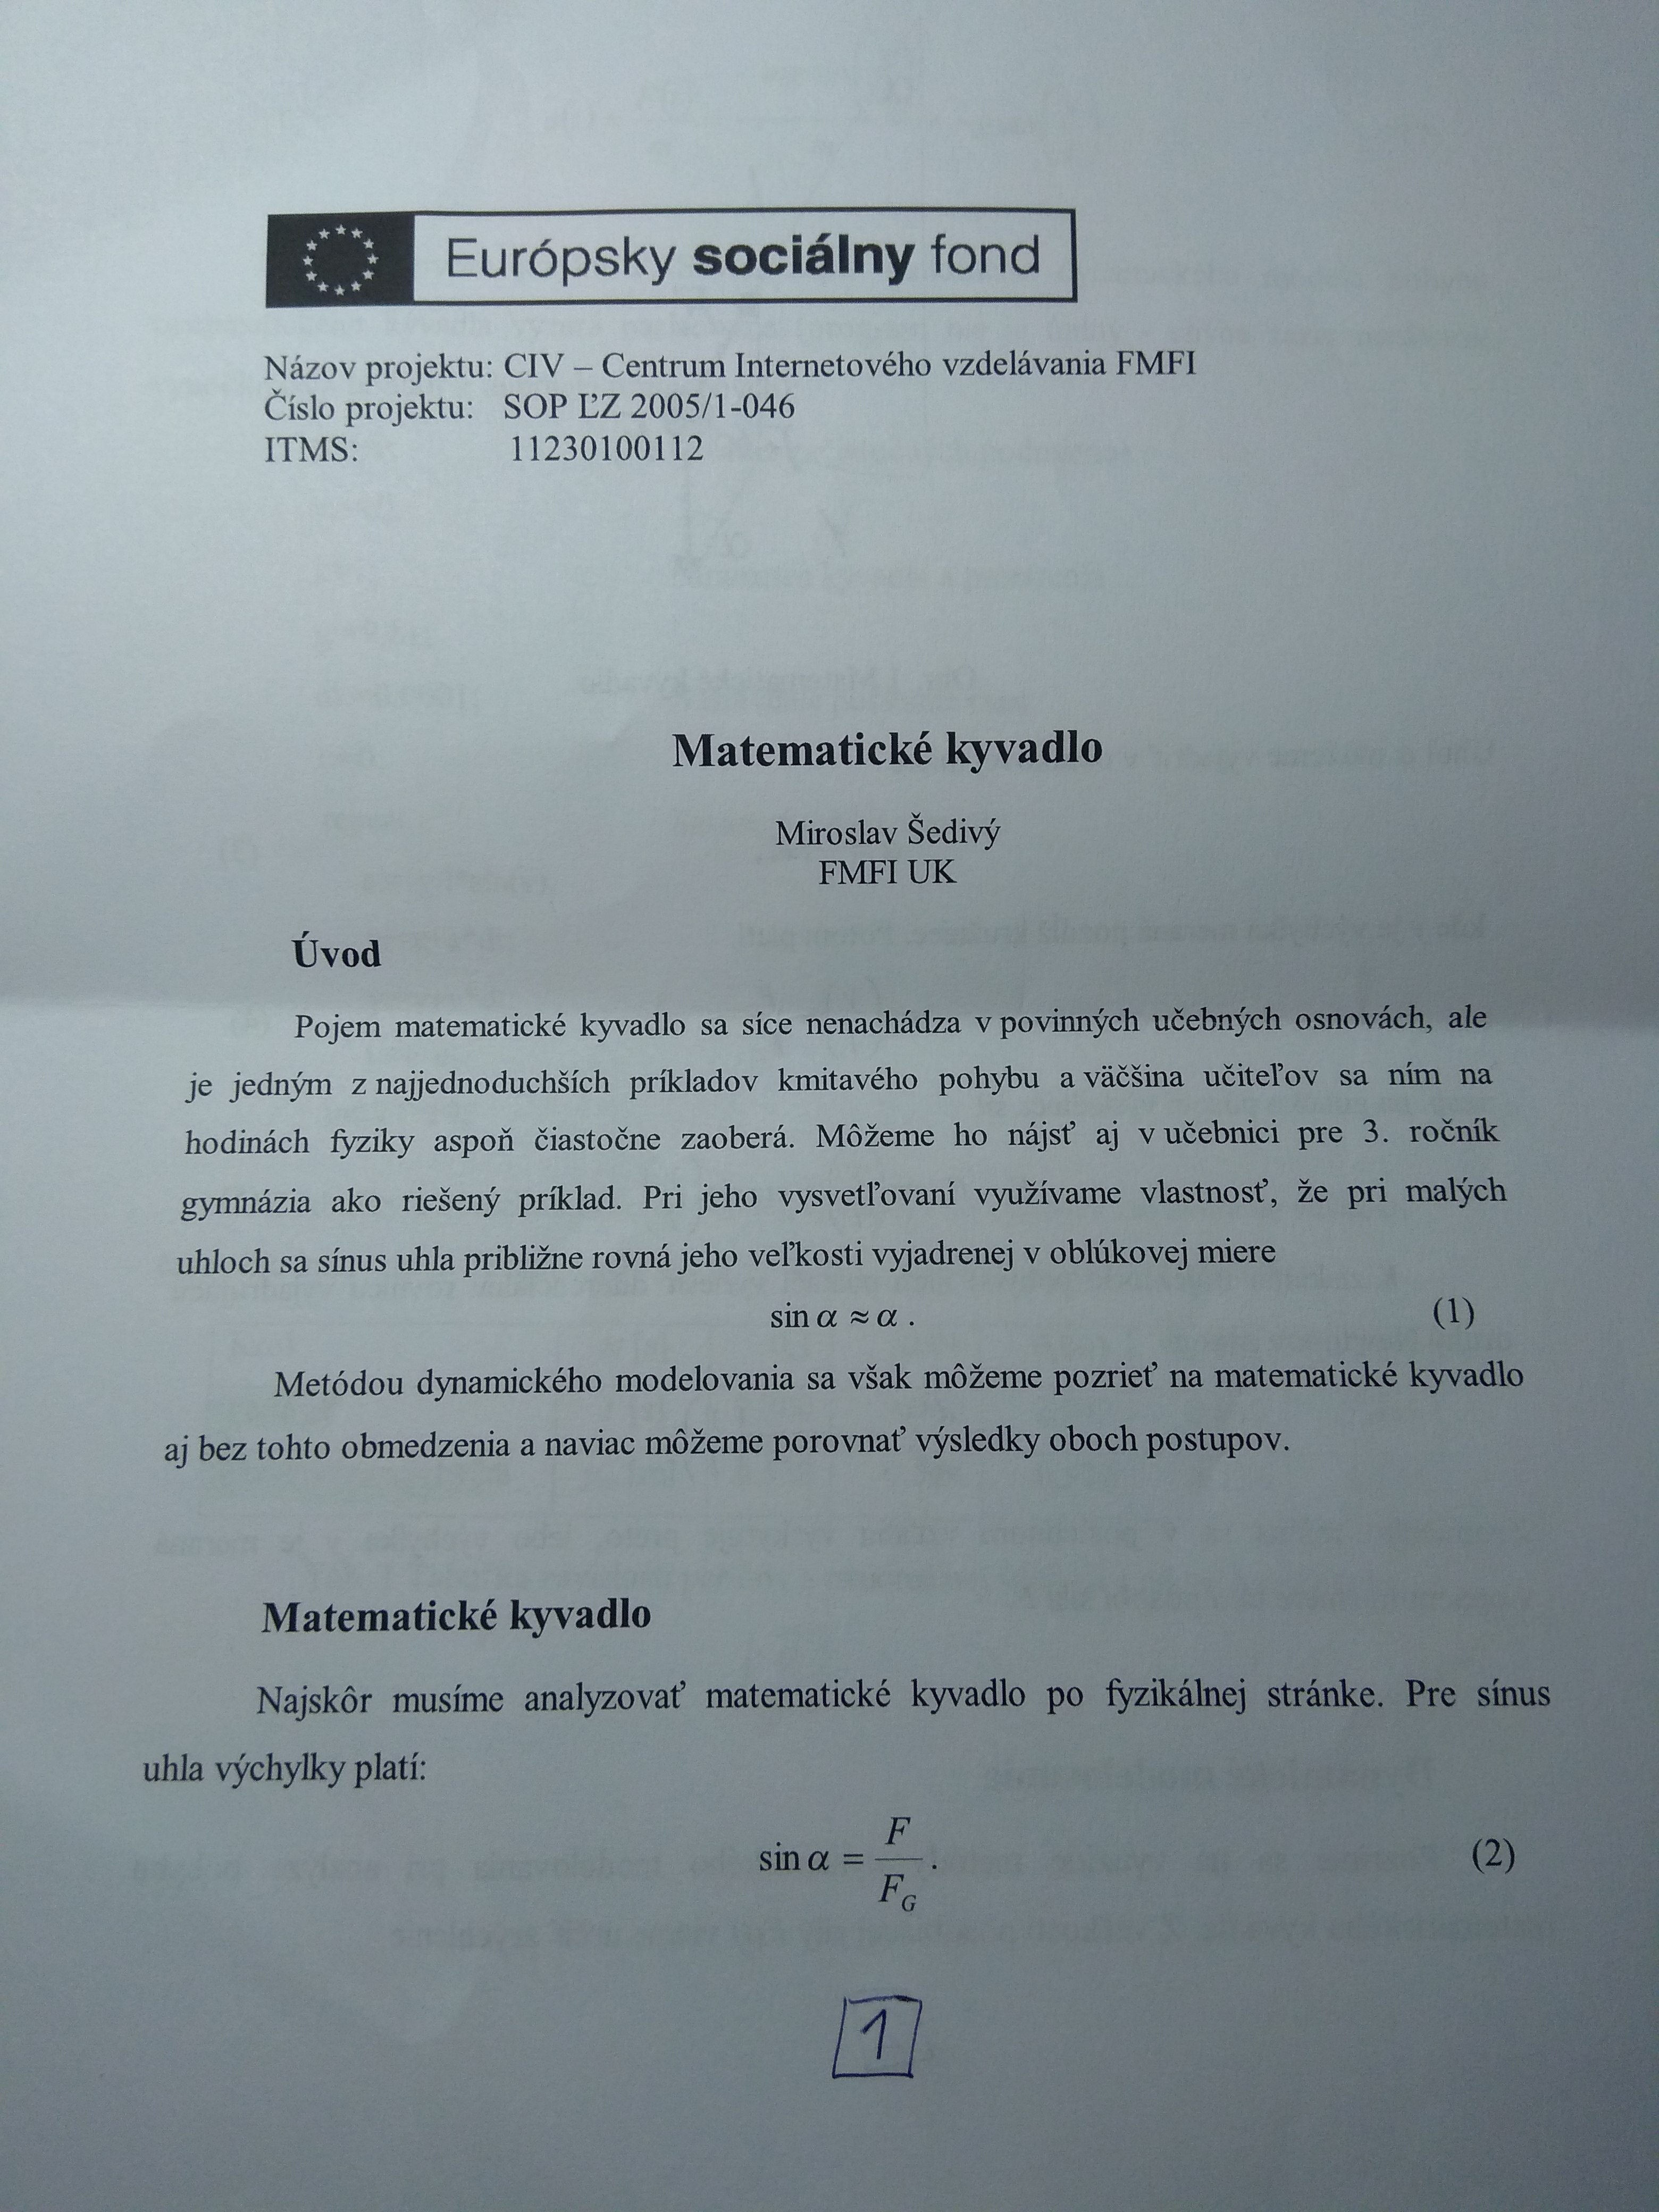 Európsky sociálny fond
Názov projektu: CIV – Centrum Internetového vzdelávania FMFI
Číslo projektu: SOP ĽZ 2005/1-046
ITMS: 11230100112
Matematické kyvadlo
Miroslav Šedivý
FMFI UK
Úvod
Pojem matematické kyvadlo sa síce nenachádza v povinných učebných osnovách, ale
je jedným z najjednoduchších príkladov kmitavého pohybu a väčšina učiteľov sa ním na
hodinách fyziky aspoň čiastočne zaoberá. Môžeme ho nájsť aj v učebnici pre 3. ročník
gymnázia ako riešený príklad. Pri jeho vysvetľovaní využívame vlastnosť, že pri malých
uhloch sa sínus uhla približne rovná jeho veľkosti vyjadrenej v oblúkovej miere
sin α ≈ α . (1)
Metódou dynamického modelovania sa však môžeme pozrieť na matematické kyvadlo
aj bez tohto obmedzenia a naviac môžeme porovnať výsledky oboch postupov.
Matematické kyvadlo
Najskôr musíme analyzovať matematické kyvadlo po fyzikálnej stránke. Pre sínus
uhla výchylky platí:
sin α = F / F_G . (2)
1